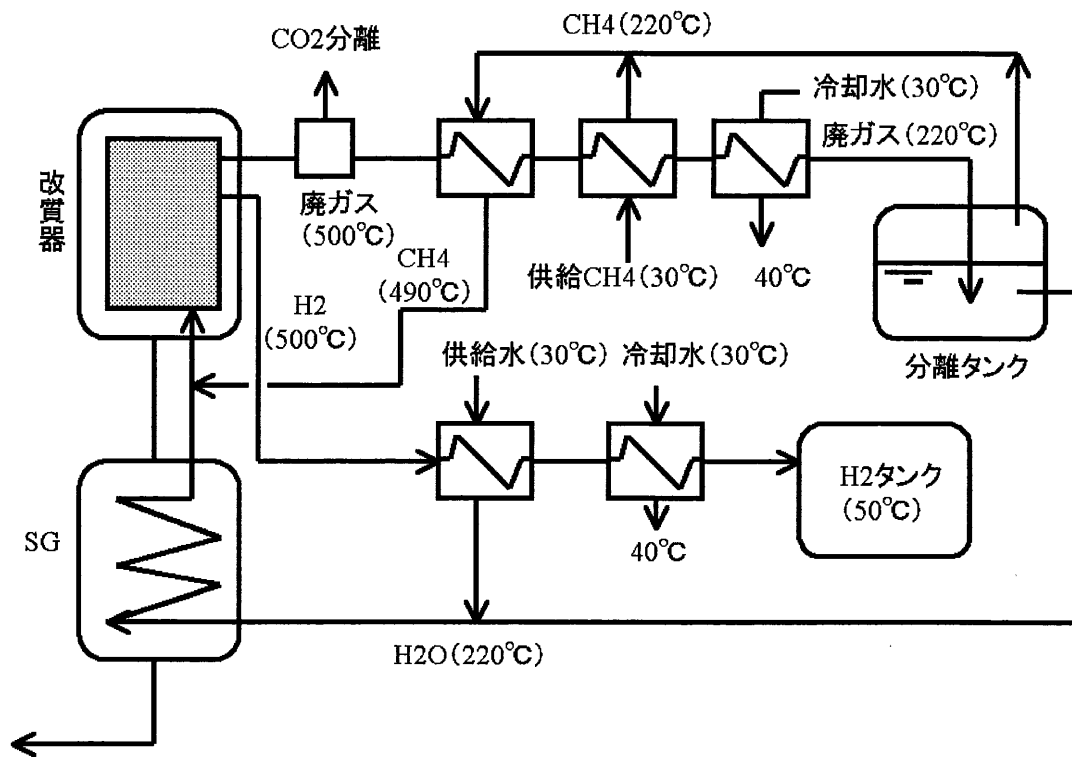 CH4(220℃)
CO2分離
冷却水(30℃)
廃ガス(220℃)
改質器
廃ガス
(500℃)
CH4
(490℃)
供給CH4(30℃)
40℃
H2
(500℃)
分離タンク
供給水(30℃)
冷却水(30℃)
H2タンク
(50℃)
SG
40℃
H2O(220℃)